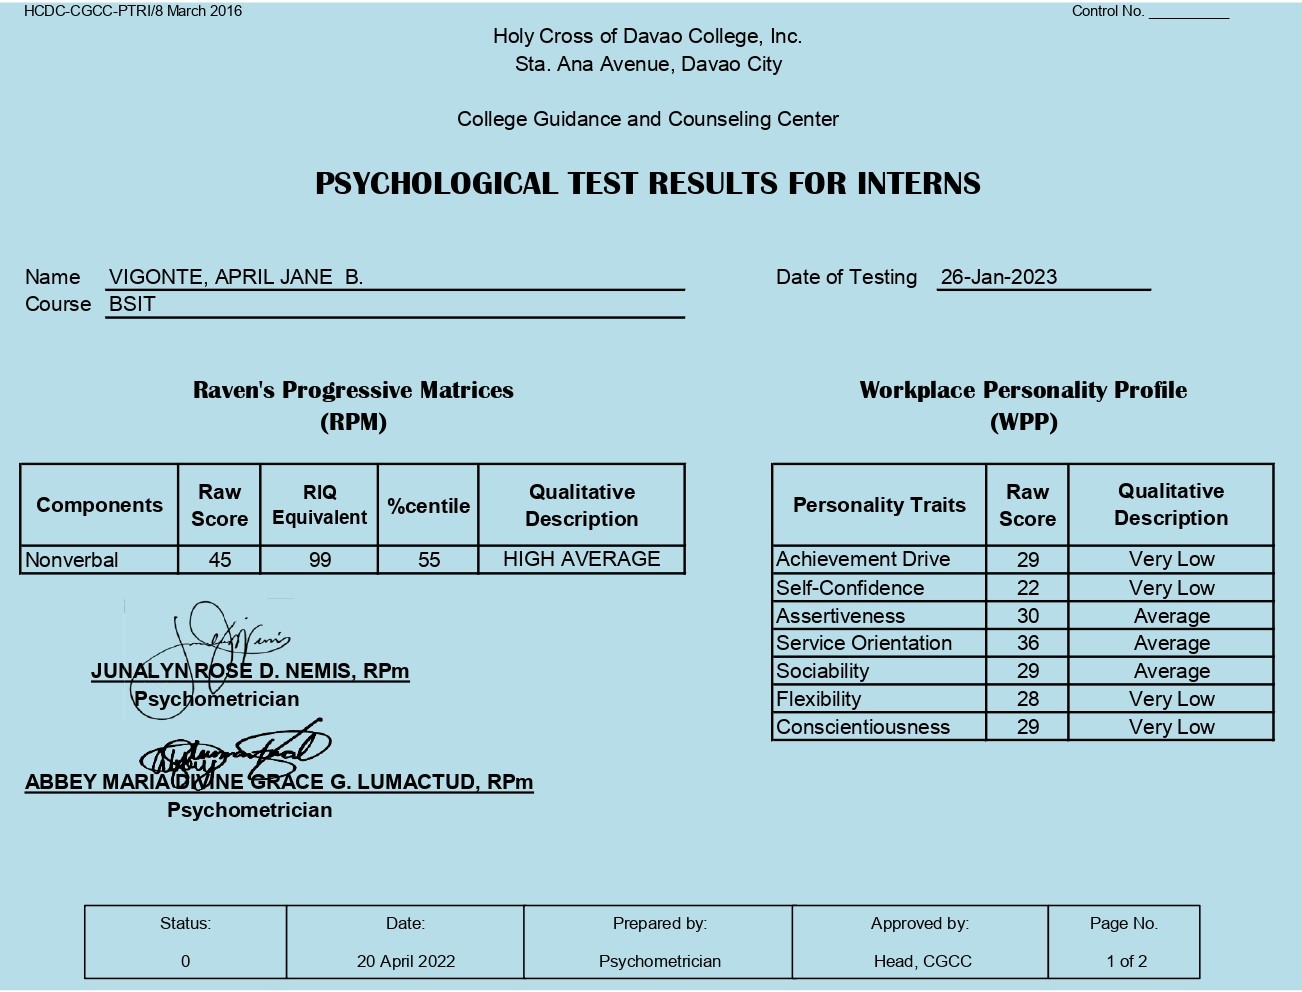 HCDC-CGCC-PTRI/8 March 2016
Control No. __________
Holy Cross of Davao College, Inc.
Sta. Ana Avenue, Davao City
College Guidance and Counseling Center
PSYCHOLOGICAL TEST RESULTS FOR INTERNS
Name VIGONTE, APRIL JANE B.
Date of Testing 26-Jan-2023
Course BSIT
Raven's Progressive Matrices
(RPM)
Components Raw Score RIQ Equivalent %centile Qualitative Description
Nonverbal 45 99 55 HIGH AVERAGE
JUNALYN ROSE D. NEMIS, RPm
Psychometrician
ABBEY MARIA DIVINE GRACE G. LUMACTUD, RPm
Psychometrician
Workplace Personality Profile
(WPP)
Personality Traits Raw Score Qualitative Description
Achievement Drive 29 Very Low
Self-Confidence 22 Very Low
Assertiveness 30 Average
Service Orientation 36 Average
Sociability 29 Average
Flexibility 28 Very Low
Conscientiousness 29 Very Low
Status: Date: Prepared by: Approved by: Page No.
0 20 April 2022 Psychometrician Head, CGCC 1 of 2